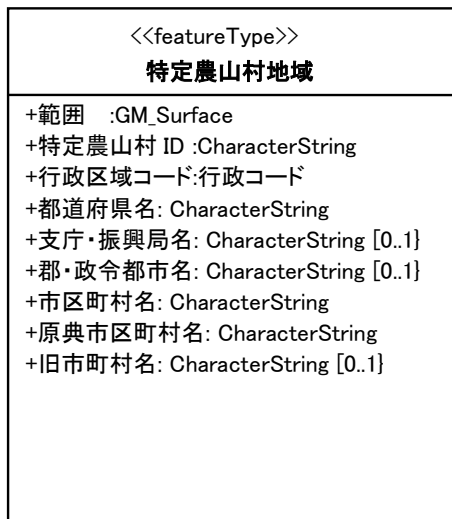 <<featureType>>
特定農山村地域
+範囲 :GM_Surface
+特定農山村 ID :CharacterString
+行政区域コード:行政コード
+都道府県名: CharacterString
+支庁・振興局名: CharacterString [0..1}
+郡・政令都市名: CharacterString [0..1}
+市区町村名: CharacterString
+原典市区町村名: CharacterString
+旧市町村名: CharacterString [0..1}